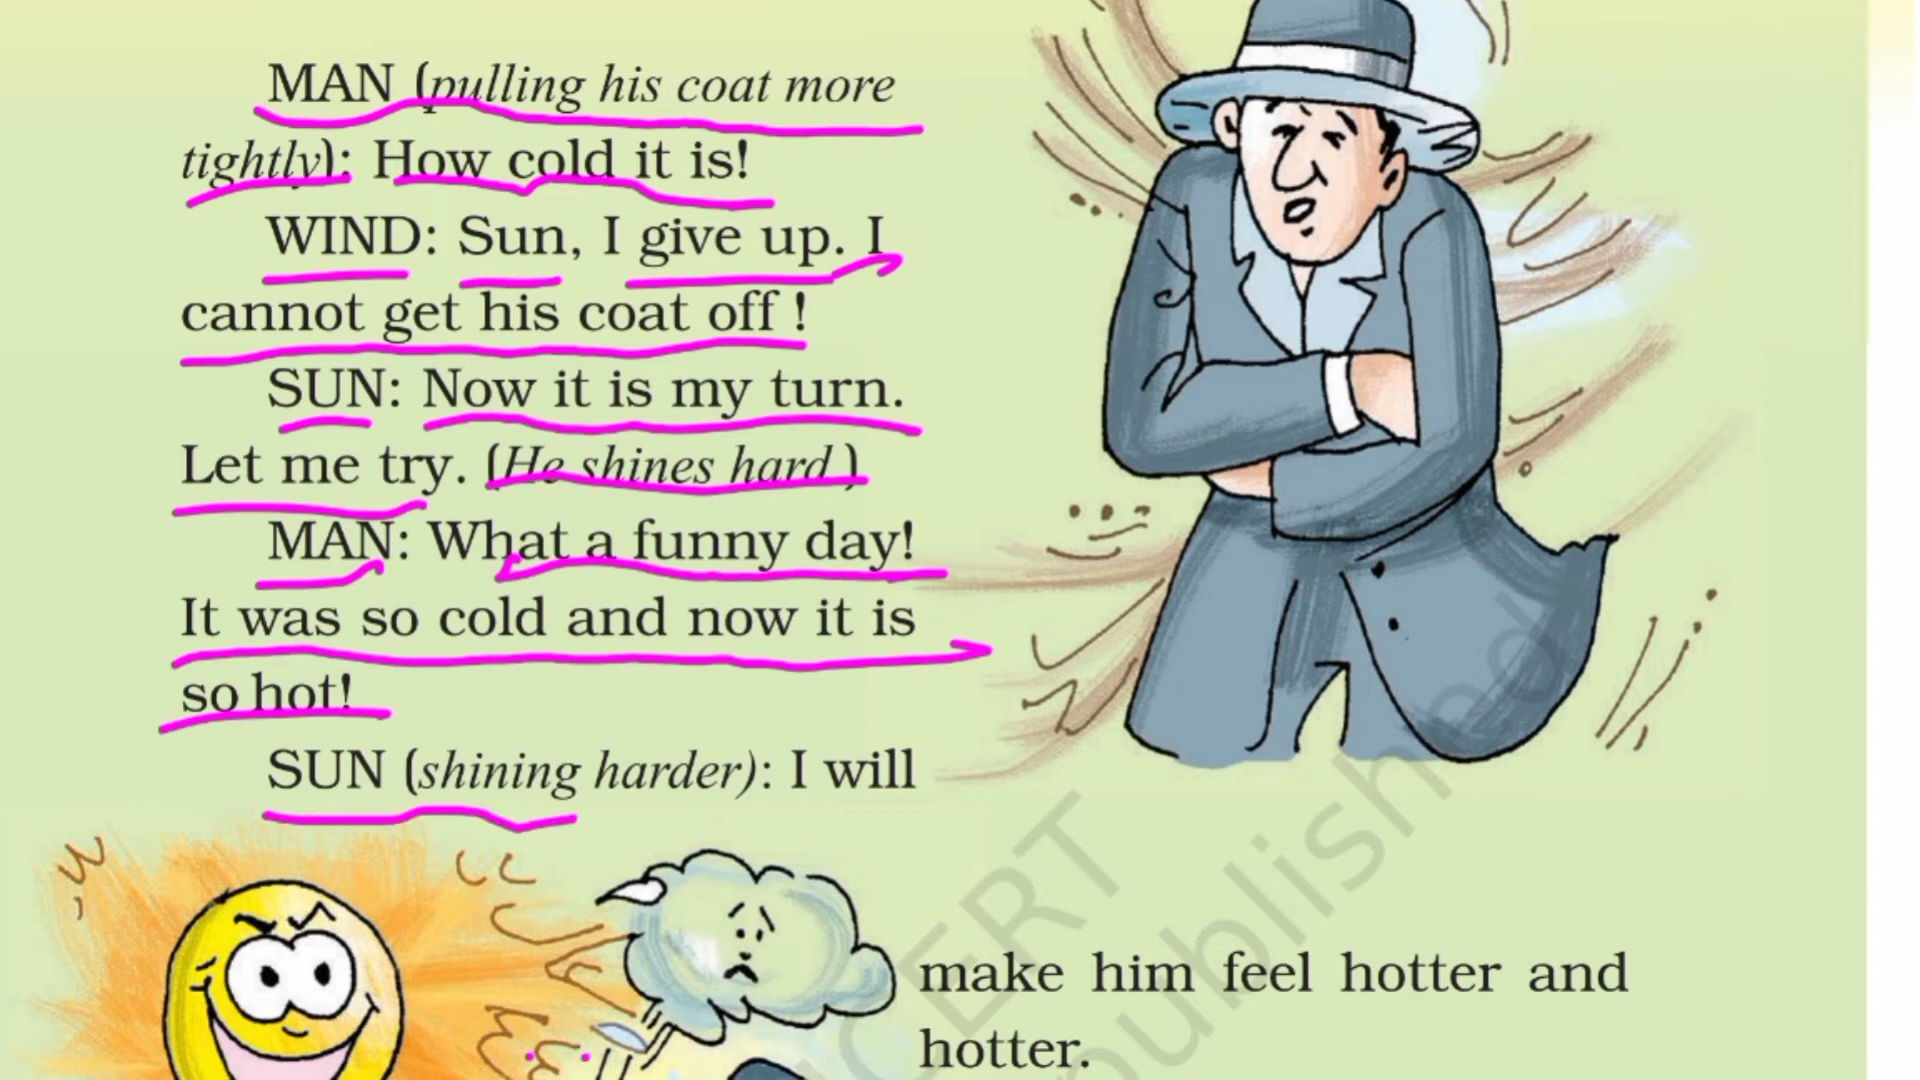 MAN (pulling his coat more
tightly): How cold it is!
WIND: Sun, I give up. I
cannot get his coat off !
SUN: Now it is my turn.
Let me try. (He shines hard )
MAN: What a funny day!
It was so cold and now it is
so hot!
SUN (shining harder): I will
make him feel hotter and
hotter.
published